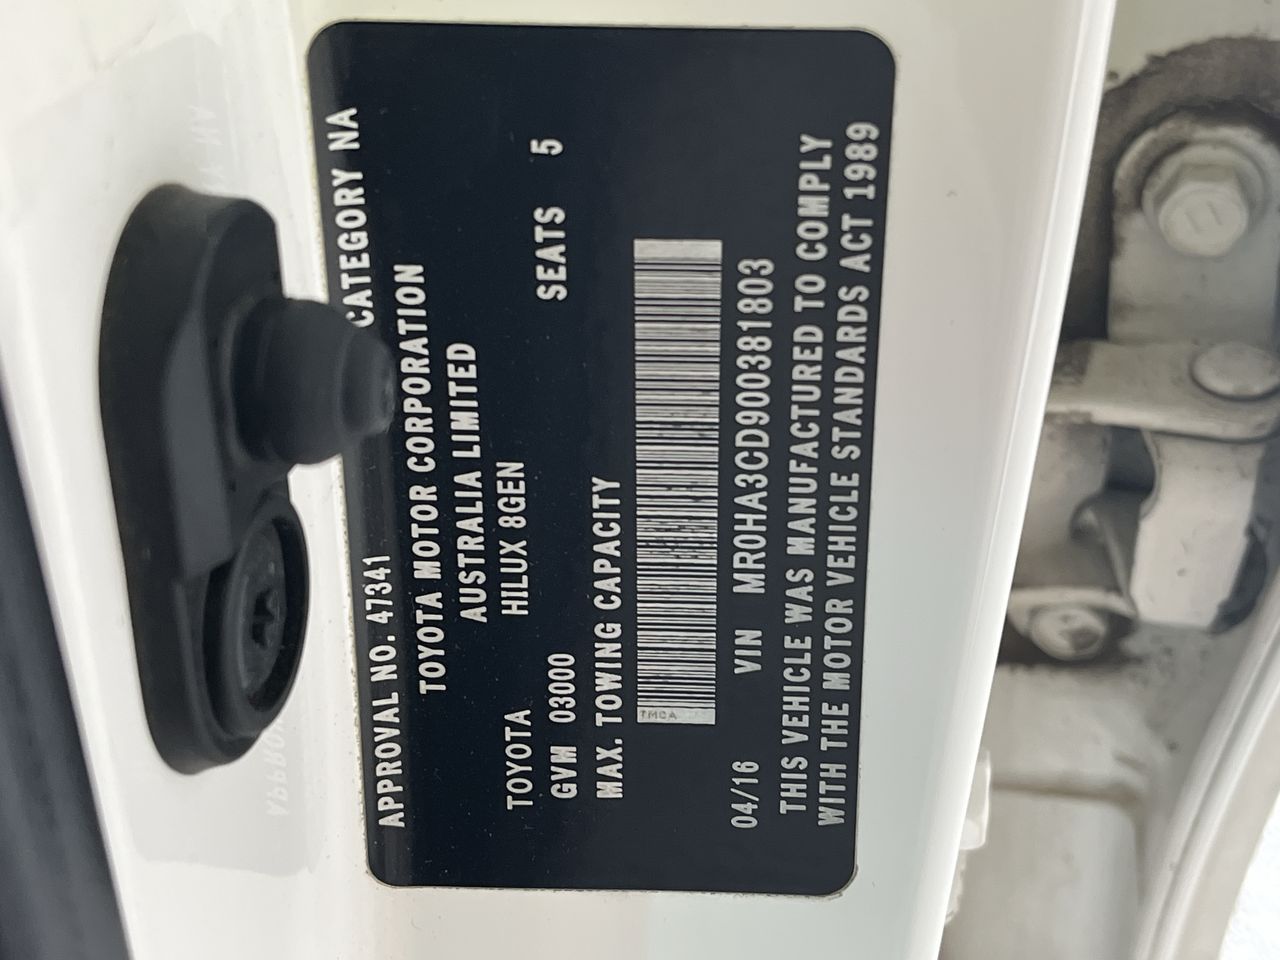 APPROVAL NO. 47341 CATEGORY NA
TOYOTA MOTOR CORPORATION
AUSTRALIA LIMITED
TOYOTA HILUX 8GEN
GVM 03000 SEATS 5
MAX. TOWING CAPACITY
TMCA
04/16 VIN MR0HA3CD900381803
THIS VEHICLE WAS MANUFACTURED TO COMPLY
WITH THE MOTOR VEHICLE STANDARDS ACT 1989